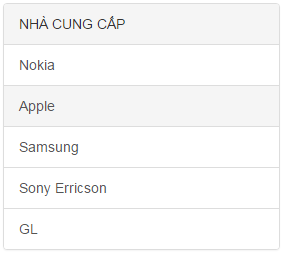 NHÀ CUNG CẤP
Nokia
Apple
Samsung
Sony Erricson
GL